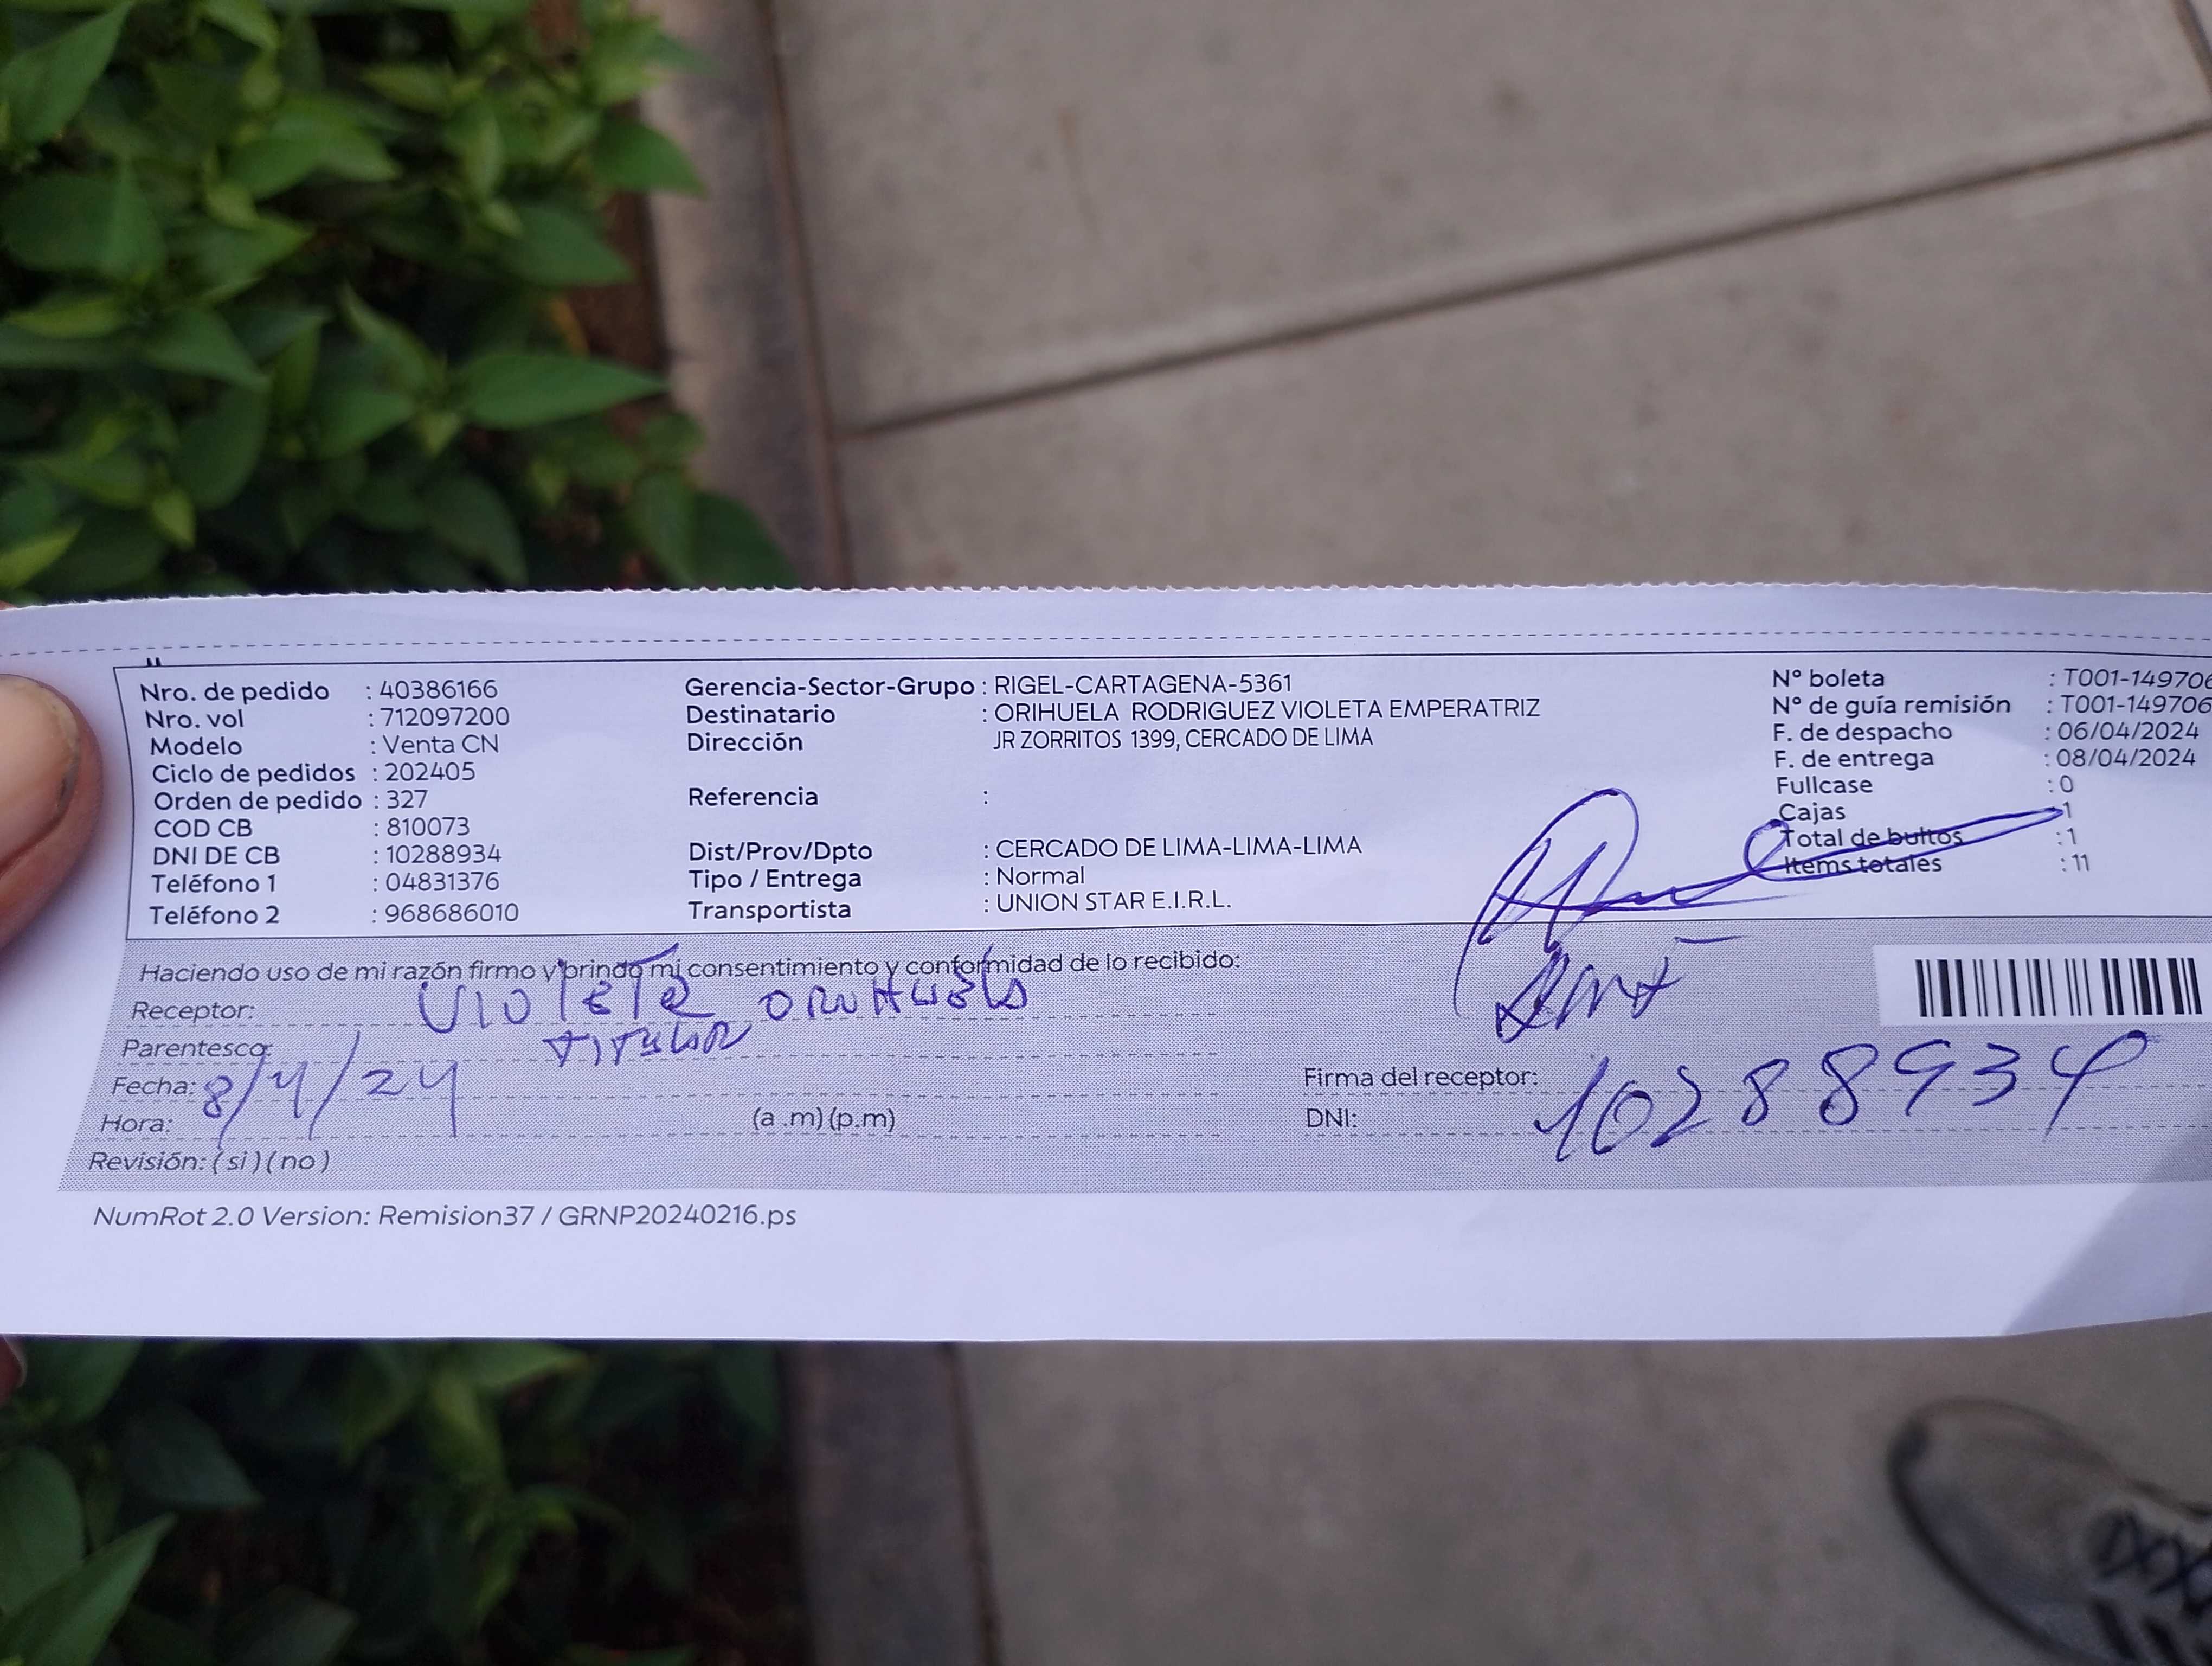 Nro. de pedido : 40386166
Nro. vol : 712097200
Modelo : Venta CN
Ciclo de pedidos : 202405
Orden de pedido : 327
COD CB : 810073
DNI DE CB : 10288934
Teléfono 1 : 04831376
Teléfono 2 : 968686010
Gerencia-Sector-Grupo : RIGEL-CARTAGENA-5361
Destinatario : ORIHUELA RODRIGUEZ VIOLETA EMPERATRIZ
Dirección JR ZORRITOS 1399, CERCADO DE LIMA
Referencia :
Dist/Prov/Dpto : CERCADO DE LIMA-LIMA-LIMA
Tipo / Entrega : Normal
Transportista : UNION STAR E.I.R.L.
N° boleta : T001-149706
N° de guía remisión : T001-149706
F. de despacho : 06/04/2024
F. de entrega : 08/04/2024
Fullcase : 0
Cajas 1
Total de bultos : 1
Items totales : 11
Haciendo uso de mi razón firmo y brindo mi consentimiento y conformidad de lo recibido:
Receptor: VIOLETA ORIHUELA
Parentesco: TITULAR
Fecha: 8/4/24
Hora: (a.m) (p.m)
Revisión: ( si ) ( no )
Firma del receptor:
DNI: 10288934
NumRot 2.0 Version: Remision37 / GRNP20240216.ps